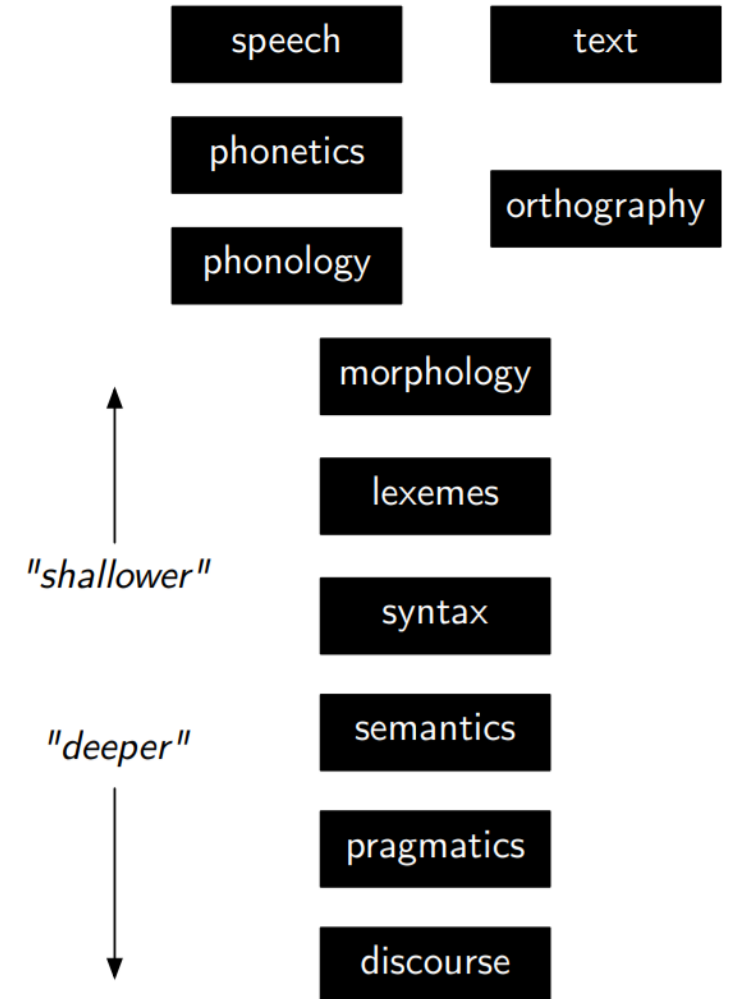 speech
text
phonetics
orthography
phonology
morphology
lexemes
"shallower"
syntax
semantics
"deeper"
pragmatics
discourse